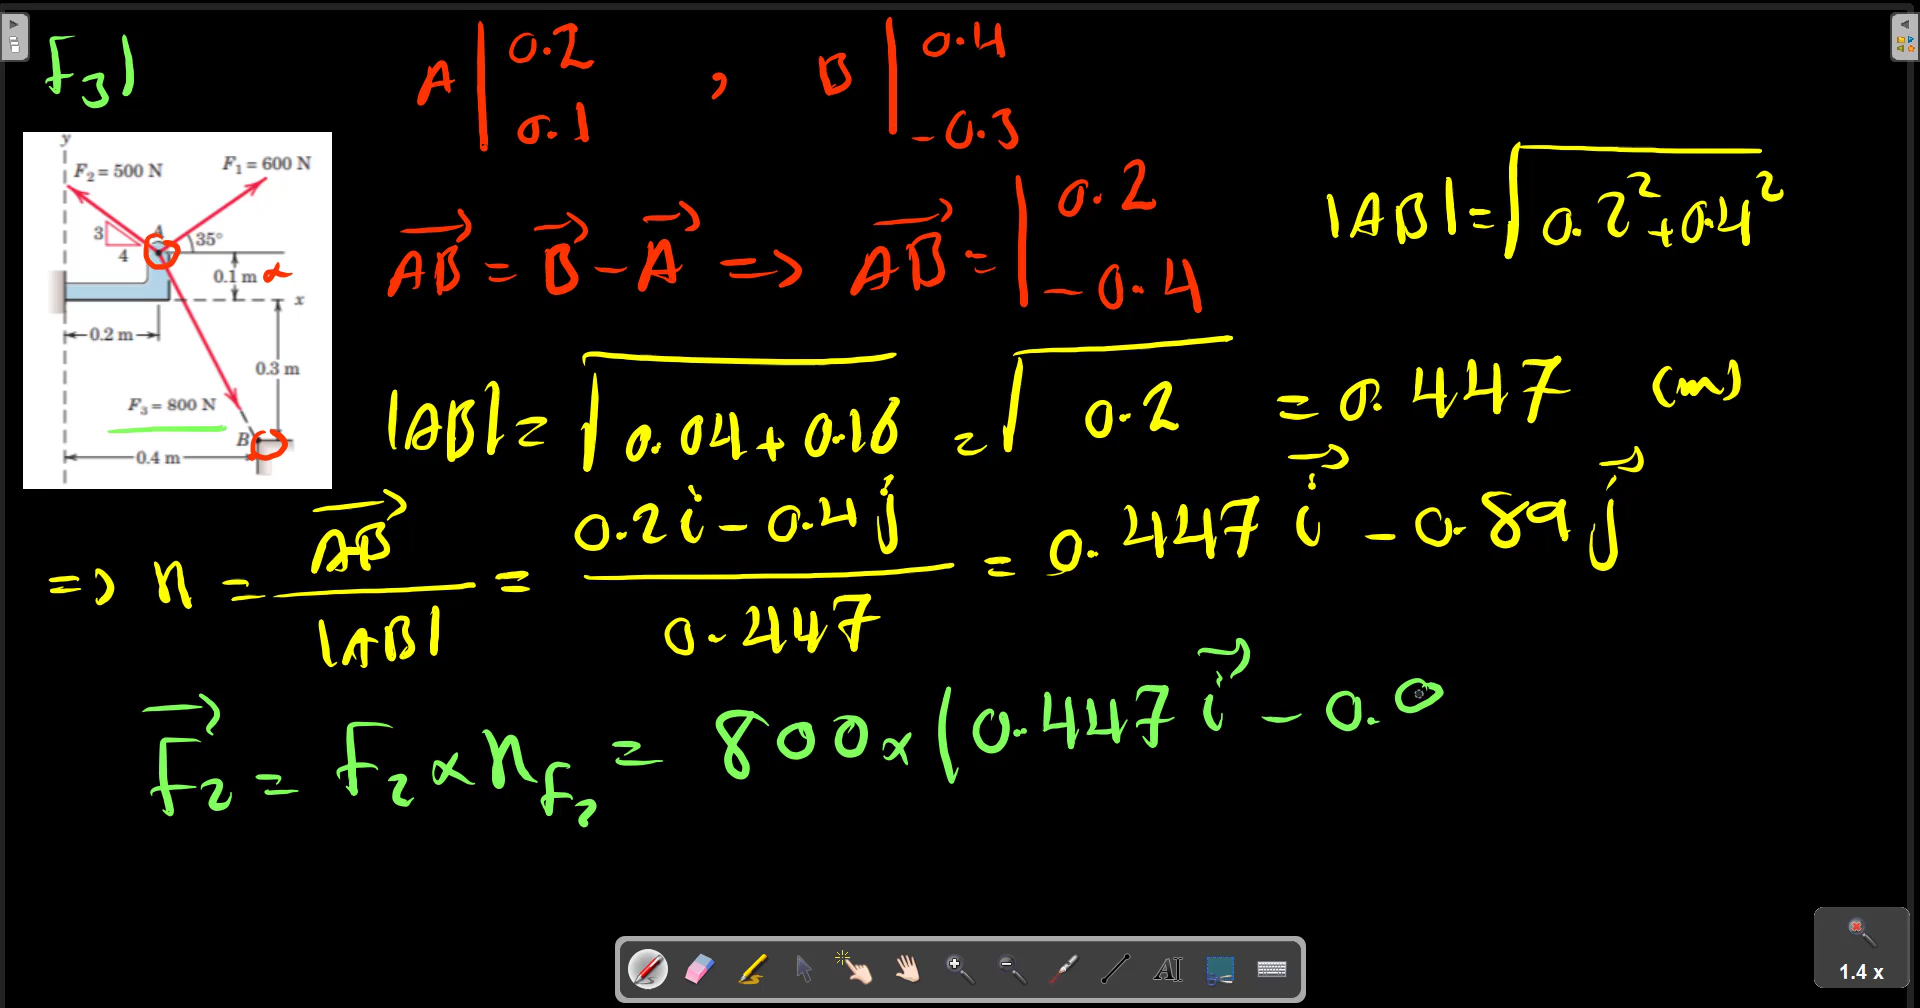 F3)
A | 0.2 0.1 , B | 0.4 -0.3
y
F2 = 500 N
F1 = 600 N
A
3
4
35°
0.1 m
x
0.2 m
0.3 m
F3 = 800 N
B
0.4 m
AB = B - A => AB = | 0.2 -0.4
|AB| = √0.2² + 0.4²
|AB| = √0.04 + 0.16 = √0.2 = 0.447 (m)
=> n = AB / |AB| = 0.2i - 0.4j / 0.447 = 0.447 i - 0.89 j
F2 = F2 × nF2 = 800 × (0.447 i - 0.0
AI
1.4 x